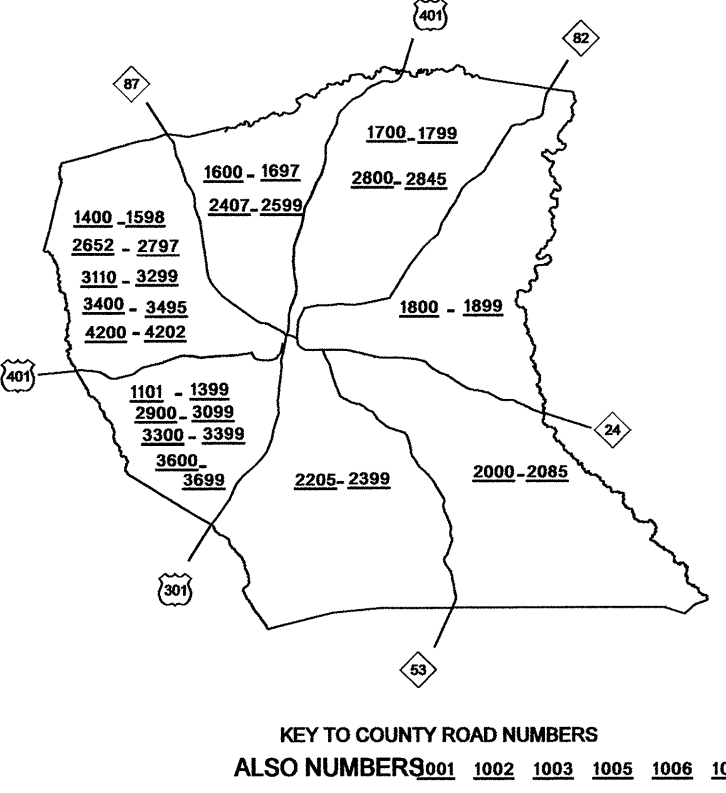 401
82
87
1700-1799
1600 - 1697
2800-2845
2407-2599
1400 -1598
2652 - 2797
3110 - 3299
3400 - 3495
4200 - 4202
1800 - 1899
401
1101 - 1399
2900- 3099
3300 - 3399
3600-
3699
24
2205- 2399
2000-2085
301
53
KEY TO COUNTY ROAD NUMBERS
ALSO NUMBERS 1001 1002 1003 1005 1006